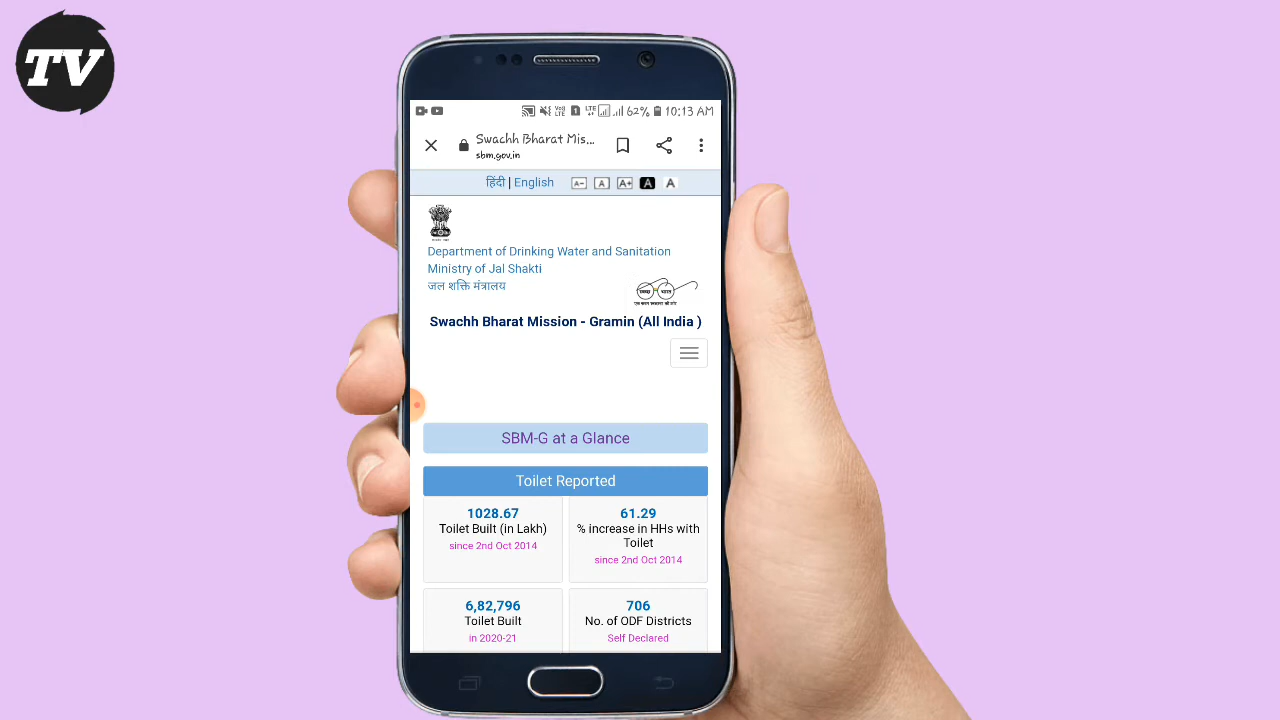 TV
62% 10:13 AM
Swachh Bharat Mis...
sbm.gov.in
हिंदी | English A- A A+ A A
Department of Drinking Water and Sanitation
Ministry of Jal Shakti
जल शक्ति मंत्रालय
स्वच्छ भारत
Swachh Bharat Mission - Gramin (All India )
SBM-G at a Glance
Toilet Reported
1028.67
Toilet Built (in Lakh)
since 2nd Oct 2014
61.29
% increase in HHs with
Toilet
since 2nd Oct 2014
6,82,796
Toilet Built
in 2020-21
706
No. of ODF Districts
Self Declared